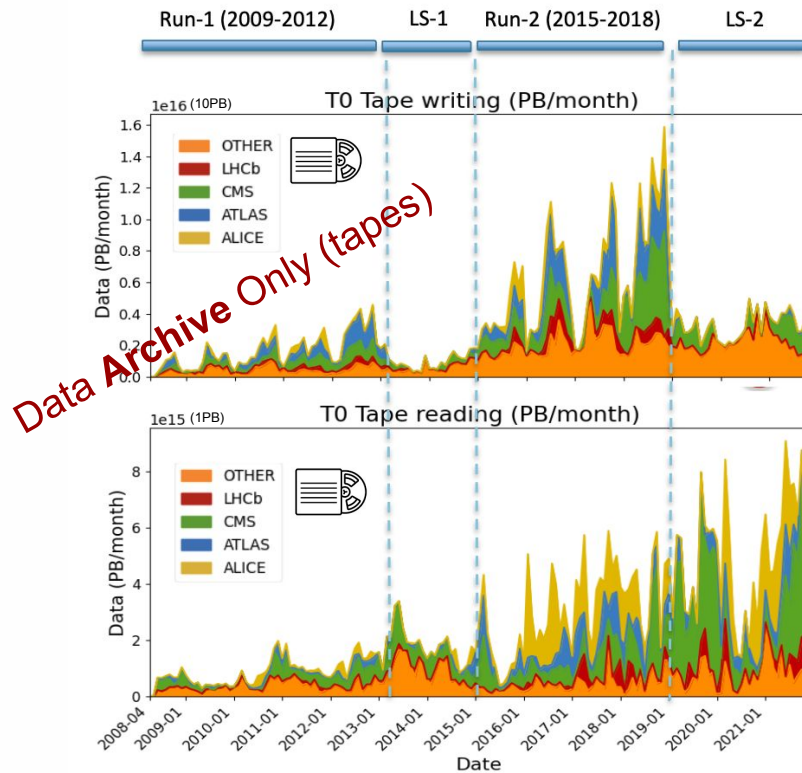 Run-1 (2009-2012) LS-1 Run-2 (2015-2018) LS-2
1e16 (10PB)
T0 Tape writing (PB/month)
1.6
1.4
1.2
1.0
0.8
0.6
0.4
0.2
0.0
Data (PB/month)
OTHER
LHCb
CMS
ATLAS
ALICE
Data Archive Only (tapes)
1e15 (1PB)
T0 Tape reading (PB/month)
8
6
4
2
0
Data (PB/month)
OTHER
LHCb
CMS
ATLAS
ALICE
2008-04 2009-01 2010-01 2011-01 2012-01 2013-01 2014-01 2015-01 2016-01 2017-01 2018-01 2019-01 2020-01 2021-01
Date